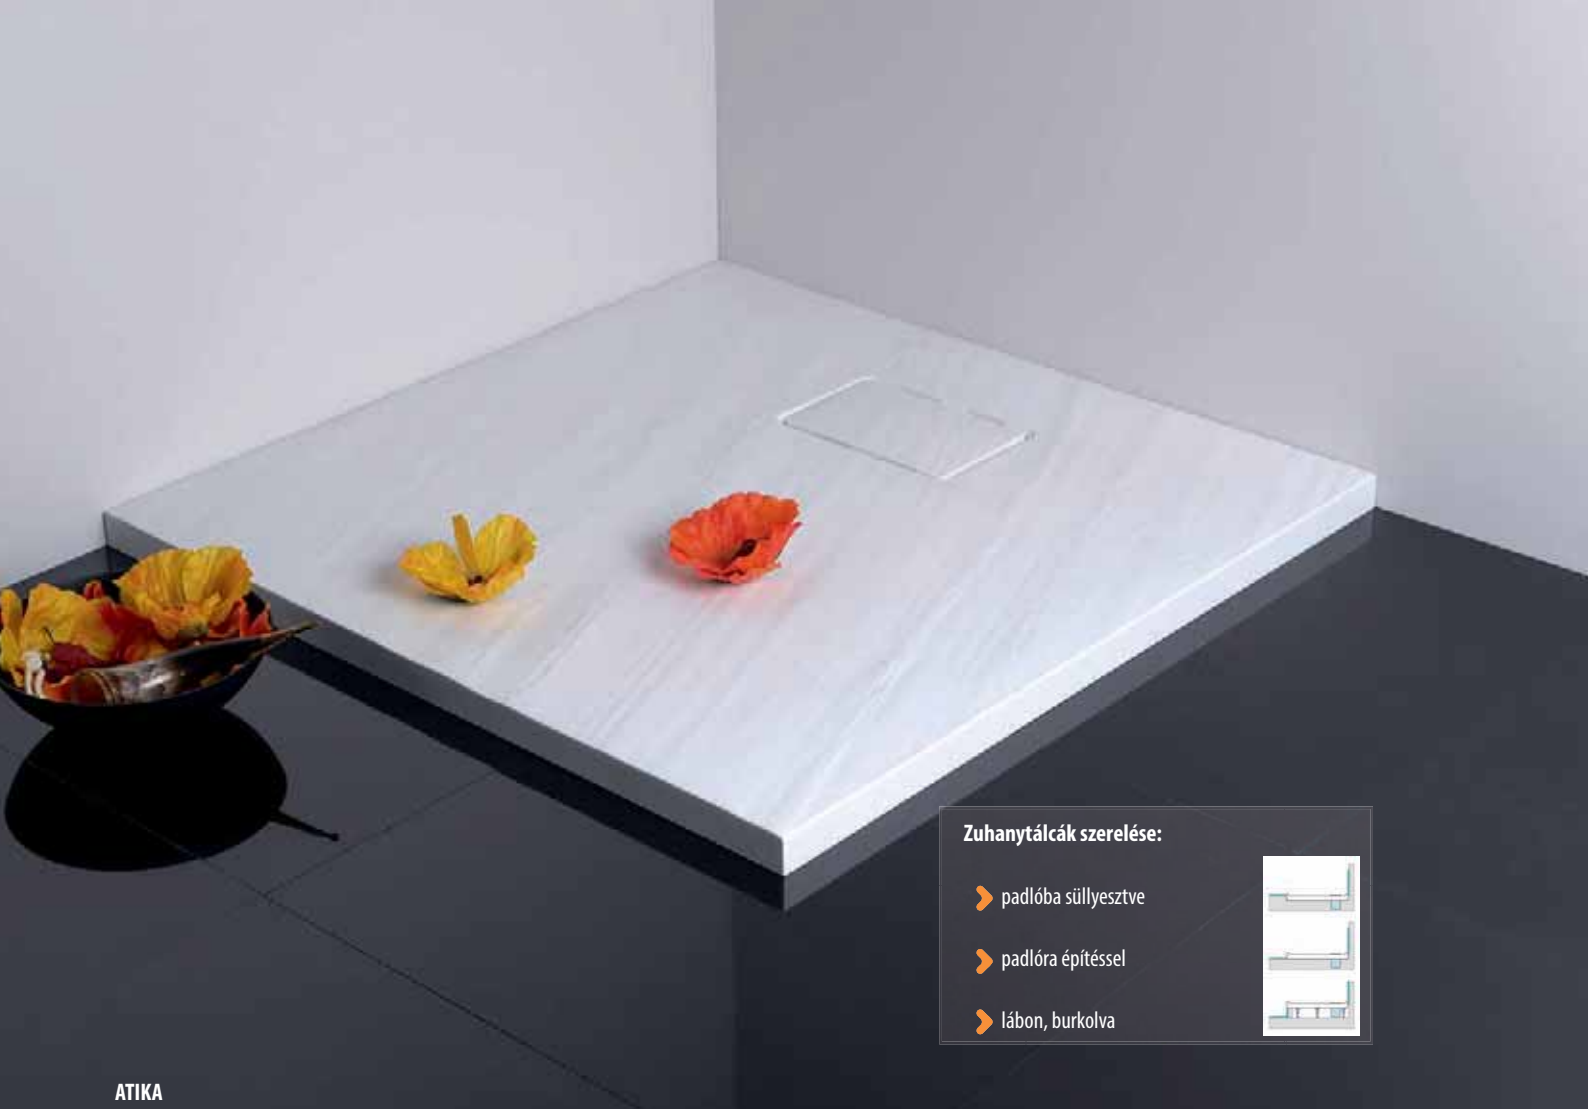 Zuhanytálcák szerelése:
padlóba süllyesztve
padlóra építéssel
lábon, burkolva
ATIKA